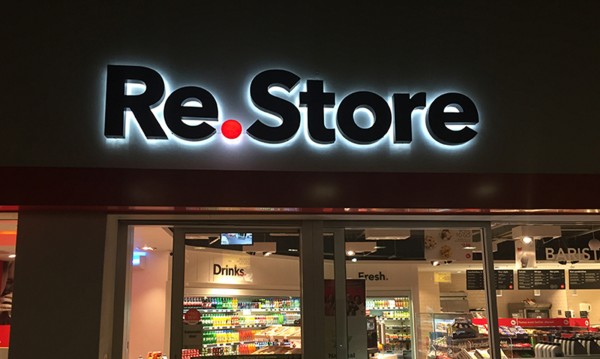 Re.Store
Drinks
Fresh.
BARIST